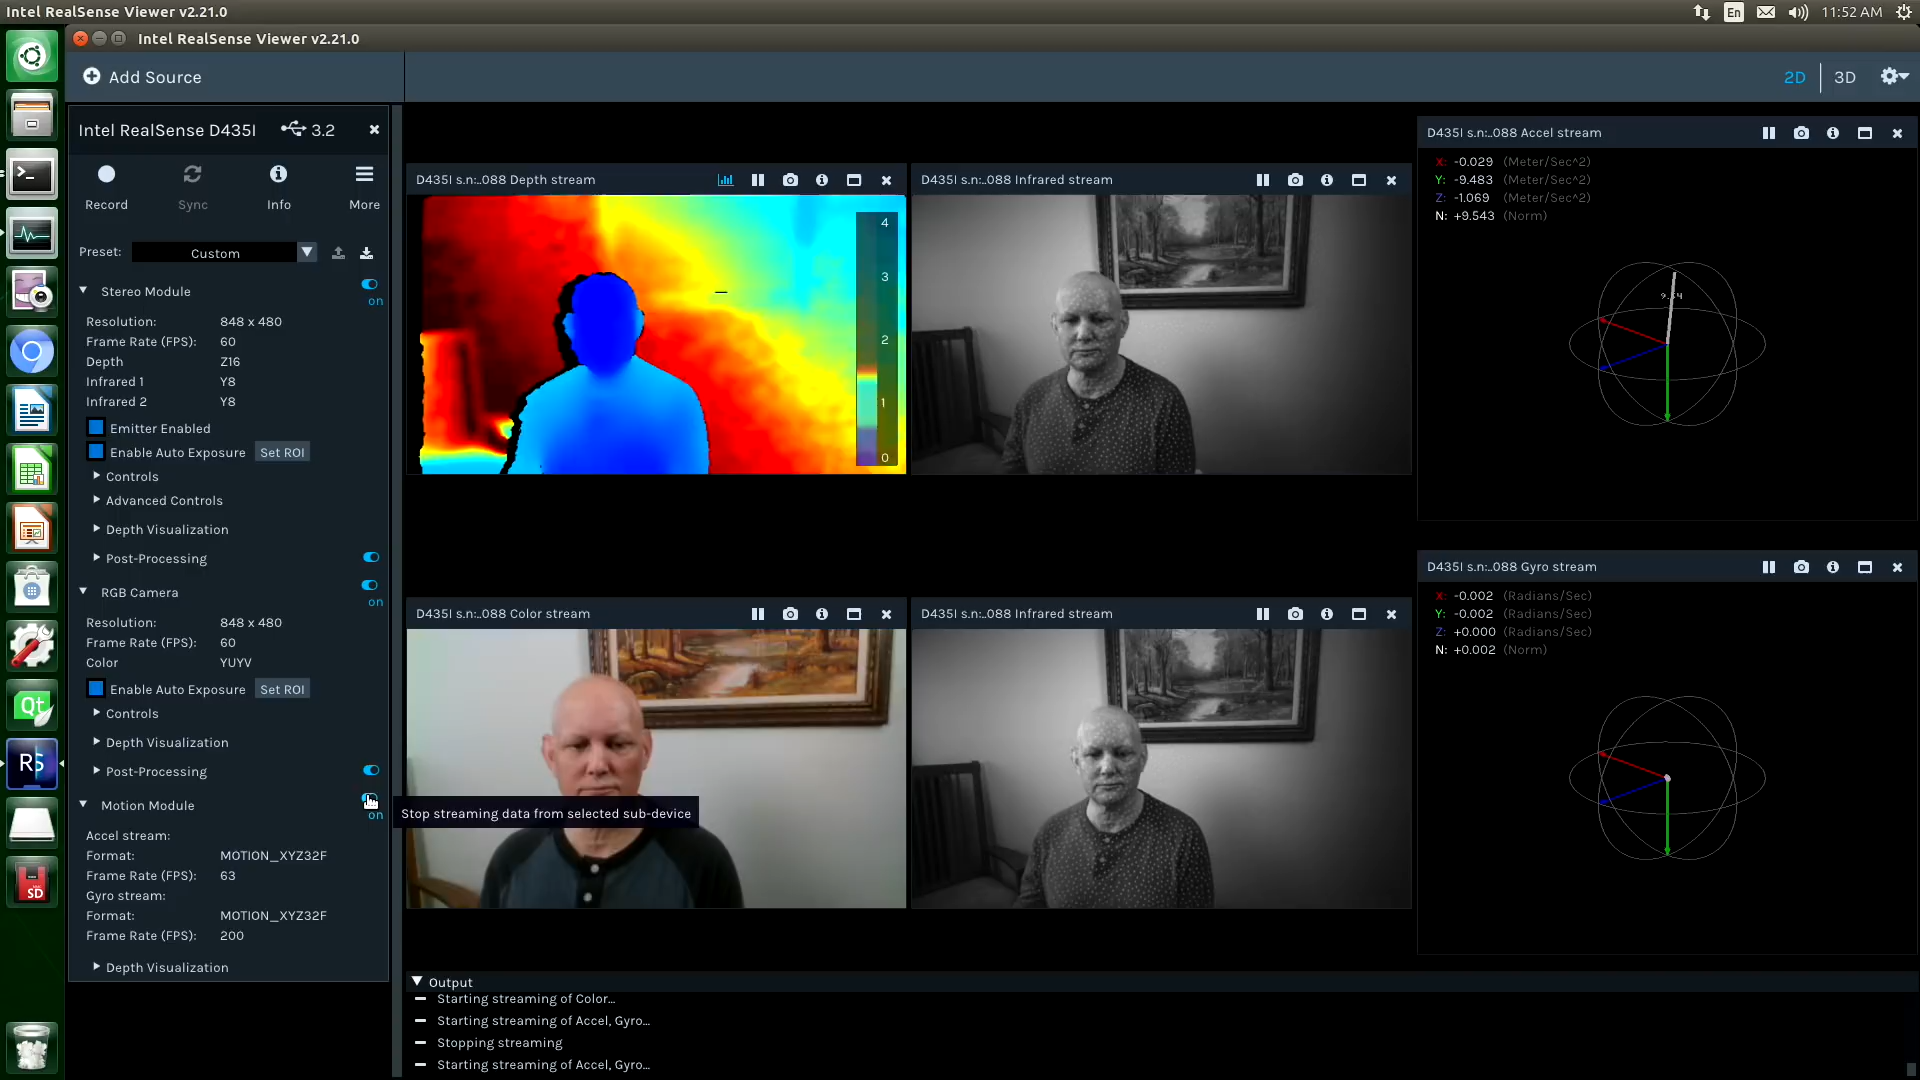 Intel RealSense Viewer v2.21.0
En
11:52 AM
Intel RealSense Viewer v2.21.0
Add Source
2D
3D
Intel RealSense D435I
3.2
Record
Sync
Info
More
Preset:
Custom
Stereo Module
on
Resolution: 848 x 480
Frame Rate (FPS): 60
Depth Z16
Infrared 1 Y8
Infrared 2 Y8
Emitter Enabled
Enable Auto Exposure Set ROI
Controls
Advanced Controls
Depth Visualization
Post-Processing
RGB Camera
on
Resolution: 848 x 480
Frame Rate (FPS): 60
Color YUYV
Enable Auto Exposure Set ROI
Controls
Depth Visualization
Post-Processing
Motion Module
on
Accel stream:
Format: MOTION_XYZ32F
Frame Rate (FPS): 63
Gyro stream:
Format: MOTION_XYZ32F
Frame Rate (FPS): 200
Depth Visualization
D435I s.n:..088 Depth stream
4
3
2
1
0
D435I s.n:..088 Infrared stream
D435I s.n:..088 Accel stream
X: -0.029 (Meter/Sec^2)
Y: -9.483 (Meter/Sec^2)
Z: -1.069 (Meter/Sec^2)
N: +9.543 (Norm)
D435I s.n:..088 Color stream
Stop streaming data from selected sub-device
D435I s.n:..088 Infrared stream
D435I s.n:..088 Gyro stream
X: -0.002 (Radians/Sec)
Y: -0.002 (Radians/Sec)
Z: +0.000 (Radians/Sec)
N: +0.002 (Norm)
Output
Starting streaming of Color...
Starting streaming of Accel, Gyro...
Stopping streaming
Starting streaming of Accel, Gyro...
Qt
RS
SD